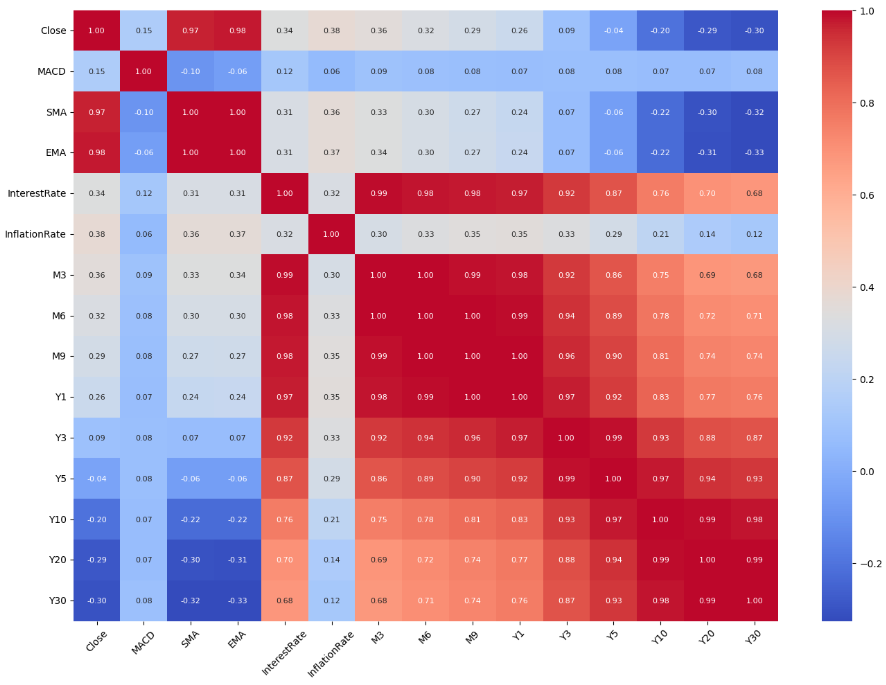 Close 1.00 0.15 0.97 0.98 0.34 0.38 0.36 0.32 0.29 0.26 0.09 -0.04 -0.20 -0.29 -0.30
MACD 0.15 1.00 -0.10 -0.06 0.12 0.06 0.09 0.08 0.08 0.07 0.08 0.08 0.07 0.07 0.08
SMA 0.97 -0.10 1.00 1.00 0.31 0.36 0.33 0.30 0.27 0.24 0.07 -0.06 -0.22 -0.30 -0.32
EMA 0.98 -0.06 1.00 1.00 0.31 0.37 0.34 0.30 0.27 0.24 0.07 -0.06 -0.22 -0.31 -0.33
InterestRate 0.34 0.12 0.31 0.31 1.00 0.32 0.99 0.98 0.98 0.97 0.92 0.87 0.76 0.70 0.68
InflationRate 0.38 0.06 0.36 0.37 0.32 1.00 0.30 0.33 0.35 0.35 0.33 0.29 0.21 0.14 0.12
M3 0.36 0.09 0.33 0.34 0.99 0.30 1.00 1.00 0.99 0.98 0.92 0.86 0.75 0.69 0.68
M6 0.32 0.08 0.30 0.30 0.98 0.33 1.00 1.00 1.00 0.99 0.94 0.89 0.78 0.72 0.71
M9 0.29 0.08 0.27 0.27 0.98 0.35 0.99 1.00 1.00 1.00 0.96 0.90 0.81 0.74 0.74
Y1 0.26 0.07 0.24 0.24 0.97 0.35 0.98 0.99 1.00 1.00 0.97 0.92 0.83 0.77 0.76
Y3 0.09 0.08 0.07 0.07 0.92 0.33 0.92 0.94 0.96 0.97 1.00 0.99 0.93 0.88 0.87
Y5 -0.04 0.08 -0.06 -0.06 0.87 0.29 0.86 0.89 0.90 0.92 0.99 1.00 0.97 0.94 0.93
Y10 -0.20 0.07 -0.22 -0.22 0.76 0.21 0.75 0.78 0.81 0.83 0.93 0.97 1.00 0.99 0.98
Y20 -0.29 0.07 -0.30 -0.31 0.70 0.14 0.69 0.72 0.74 0.77 0.88 0.94 0.99 1.00 0.99
Y30 -0.30 0.08 -0.32 -0.33 0.68 0.12 0.68 0.71 0.74 0.76 0.87 0.93 0.98 0.99 1.00
Close MACD SMA EMA InterestRate InflationRate M3 M6 M9 Y1 Y3 Y5 Y10 Y20 Y30
1.0
0.8
0.6
0.4
0.2
0.0
−0.2